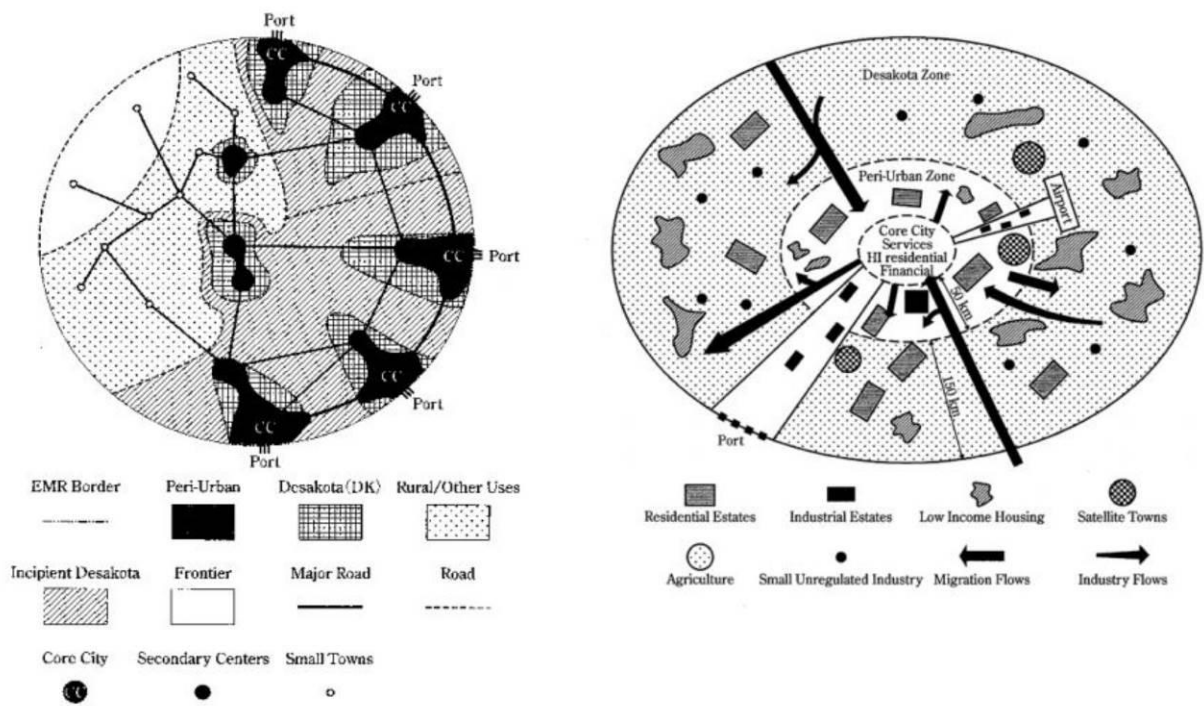 Port
CC
Port
CC
CC
Port
CC
Port
CC
Port
EMR Border
Peri-Urban
Desakota(DK)
Rural/Other Uses
Incipient Desakota
Frontier
Major Road
Road
Core City
Secondary Centers
Small Towns
CC
Desakota Zone
Peri-Urban Zone
Airport
Core City
Services
HI residential
Financial
50 km
150 km
Port
Residential Estates
Industrial Estates
Low Income Housing
Satellite Towns
Agriculture
Small Unregulated Industry
Migration Flows
Industry Flows